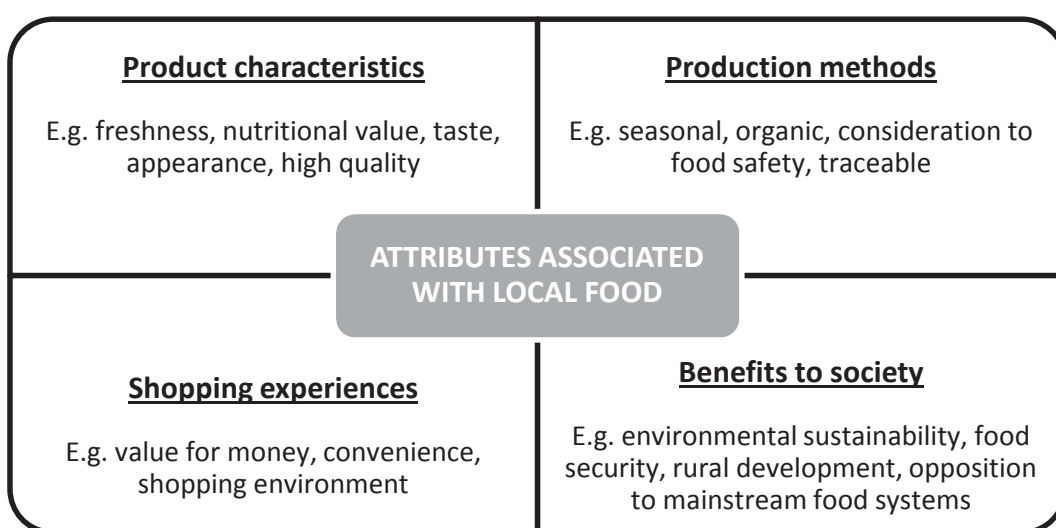 Product characteristics
E.g. freshness, nutritional value, taste,
appearance, high quality
Production methods
E.g. seasonal, organic, consideration to
food safety, traceable
ATTRIBUTES ASSOCIATED
WITH LOCAL FOOD
Shopping experiences
E.g. value for money, convenience,
shopping environment
Benefits to society
E.g. environmental sustainability, food
security, rural development, opposition
to mainstream food systems